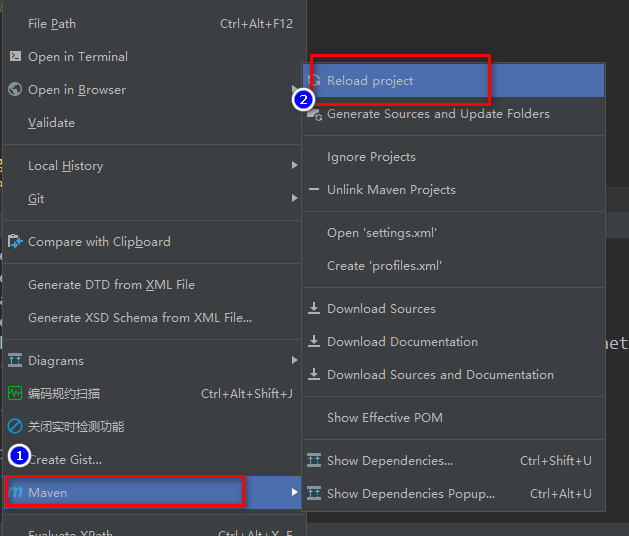 File Path Ctrl+Alt+F12
Open in Terminal
Open in Browser
Validate
Local History
Git
Compare with Clipboard
Generate DTD from XML File
Generate XSD Schema from XML File...
Diagrams
编码规约扫描 Ctrl+Alt+Shift+J
关闭实时检测功能
1
Create Gist...
Maven
Evaluate XPath... Ctrl+Alt+X, E
Reload project
2
Generate Sources and Update Folders
Ignore Projects
Unlink Maven Projects
Open 'settings.xml'
Create 'profiles.xml'
Download Sources
Download Documentation
net
Download Sources and Documentation
Show Effective POM
Show Dependencies... Ctrl+Shift+U
Show Dependencies Popup... Ctrl+Alt+U